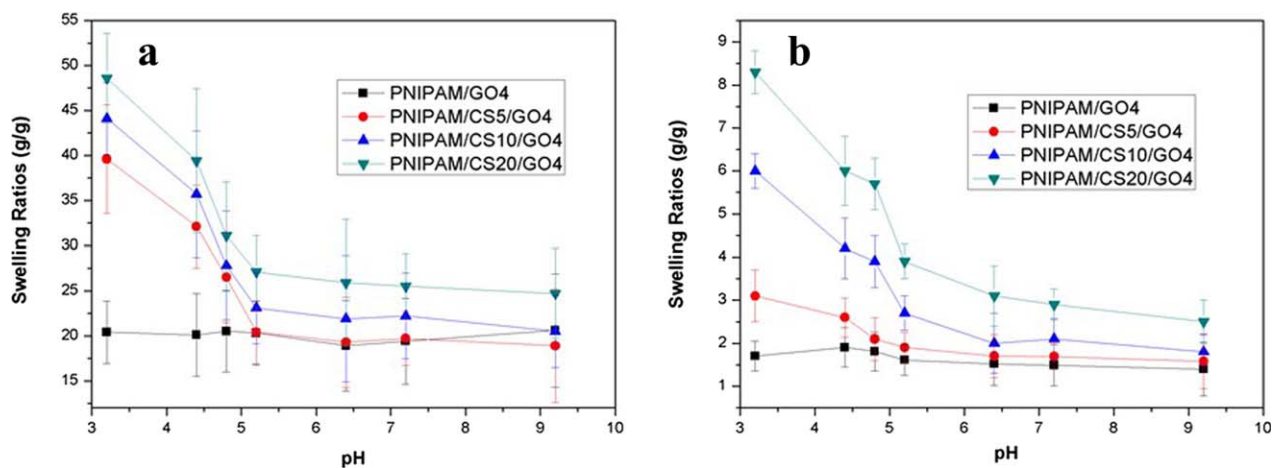 a
55
50
45
40
35
30
25
20
15
3 4 5 6 7 8 9 10
pH
Swelling Ratios (g/g)
PNIPAM/GO4
PNIPAM/CS5/GO4
PNIPAM/CS10/GO4
PNIPAM/CS20/GO4
b
9
8
7
6
5
4
3
2
1
3 4 5 6 7 8 9 10
pH
Swelling Ratios (g/g)
PNIPAM/GO4
PNIPAM/CS5/GO4
PNIPAM/CS10/GO4
PNIPAM/CS20/GO4